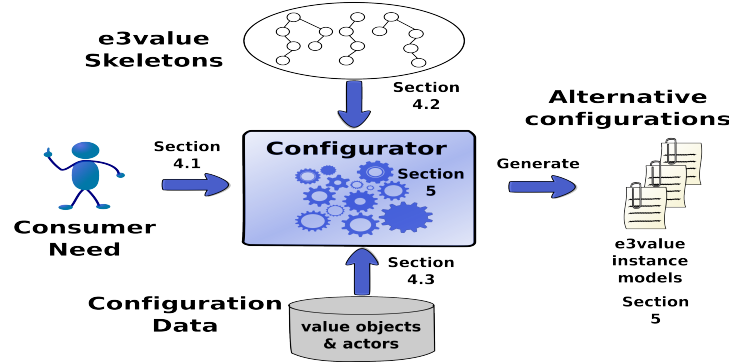 e3value
Skeletons
Section
4.2
Alternative
configurations
Section
4.1
Configurator
Section
5
Generate
Consumer
Need
e3value
instance
models
Section
5
Section
4.3
Configuration
Data
value objects
& actors